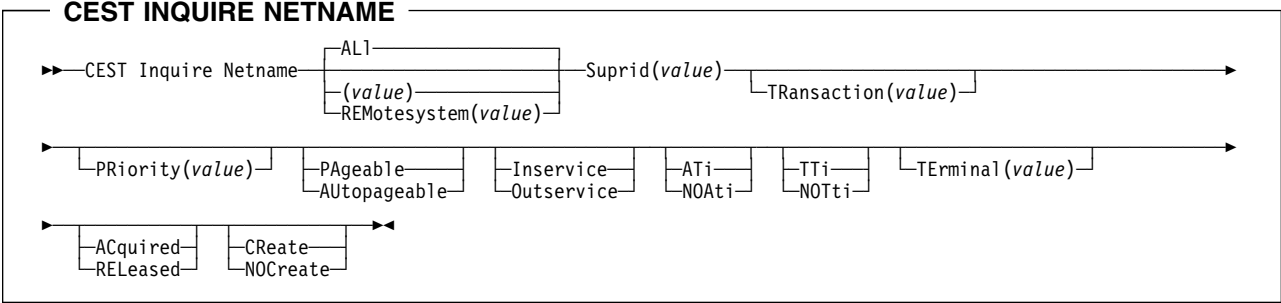 CEST INQUIRE NETNAME
ALl
CEST Inquire Netname Suprid(value)
(value) TRansaction(value)
REMotesystem(value)
PRiority(value) PAgeable Inservice ATi TTi TErminal(value)
AUtopageable Outservice NOAti NOTti
ACquired CReate
RELeased NOCreate